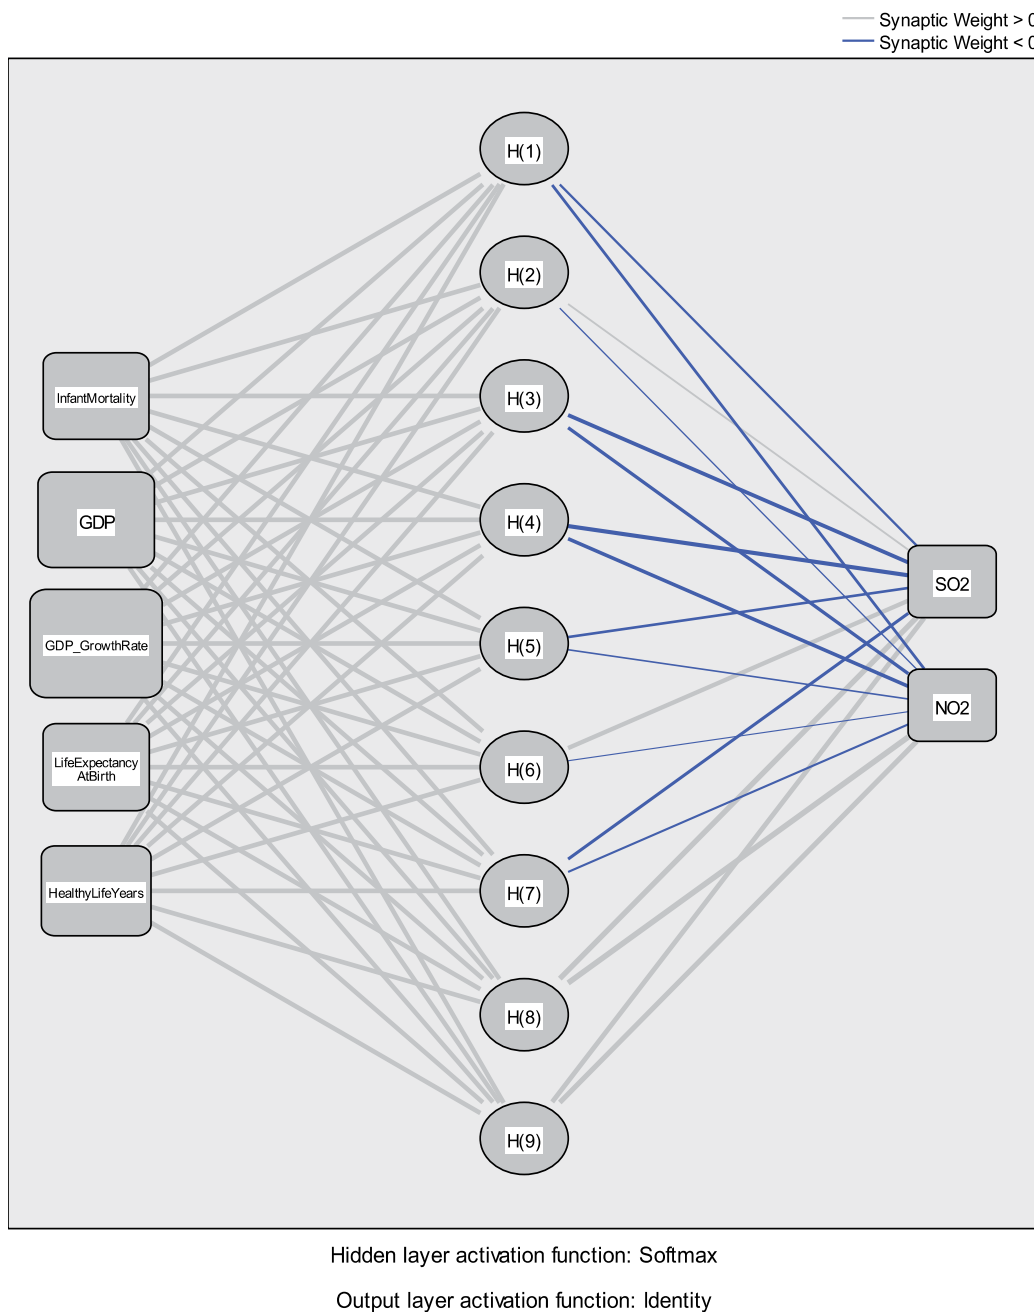 Synaptic Weight > 0
Synaptic Weight < 0
H(1)
H(2)
H(3)
H(4)
H(5)
H(6)
H(7)
H(8)
H(9)
InfantMortality
GDP
GDP_GrowthRate
LifeExpectancy
AtBirth
HealthyLifeYears
SO2
NO2
Hidden layer activation function: Softmax
Output layer activation function: Identity